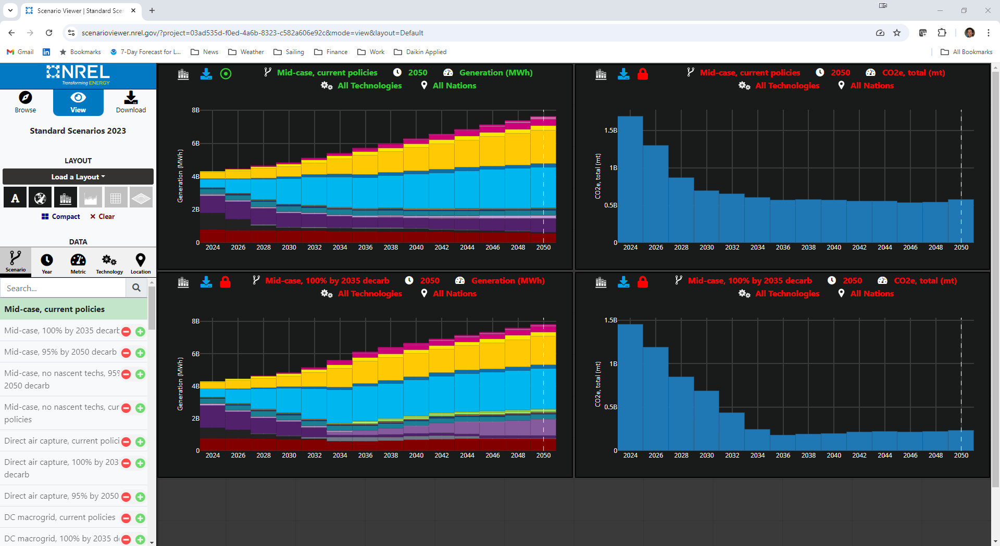 Scenario Viewer | Standard Scen
scenarioviewer.nrel.gov/?project=03ad535d-f0ed-4a6b-8323-c582a606e92c&mode=view&layout=Default
Gmail
Bookmarks
7-Day Forecast for L...
News
Weather
Sailing
Finance
Work
Daikin Applied
All Bookmarks
NREL
Transforming ENERGY
Browse
View
Download
Standard Scenarios 2023
LAYOUT
Load a Layout
A
Compact
Clear
DATA
Scenario
Year
Metric
Technology
Location
Search...
Mid-case, current policies
Mid-case, 100% by 2035 decarb
Mid-case, 95% by 2050 decarb
Mid-case, no nascent techs, 95%
2050 decarb
Mid-case, no nascent techs, cur
policies
Direct air capture, current polici
Direct air capture, 100% by 203
decarb
Direct air capture, 95% by 2050
DC macrogrid, current policies
DC macrogrid, 100% by 2035 de
Mid-case, current policies 2050 Generation (MWh)
All Technologies All Nations
8B
6B
4B
2B
0
Generation (MWh)
2024 2026 2028 2030 2032 2034 2036 2038 2040 2042 2044 2046 2048 2050
Mid-case, current policies 2050 CO2e, total (mt)
All Technologies All Nations
1.5B
1B
0.5B
0
CO2e, total (mt)
2024 2026 2028 2030 2032 2034 2036 2038 2040 2042 2044 2046 2048 2050
Mid-case, 100% by 2035 decarb 2050 Generation (MWh)
All Technologies All Nations
8B
6B
4B
2B
0
Generation (MWh)
2024 2026 2028 2030 2032 2034 2036 2038 2040 2042 2044 2046 2048 2050
Mid-case, 100% by 2035 decarb 2050 CO2e, total (mt)
All Technologies All Nations
1.5B
1B
0.5B
0
CO2e, total (mt)
2024 2026 2028 2030 2032 2034 2036 2038 2040 2042 2044 2046 2048 2050